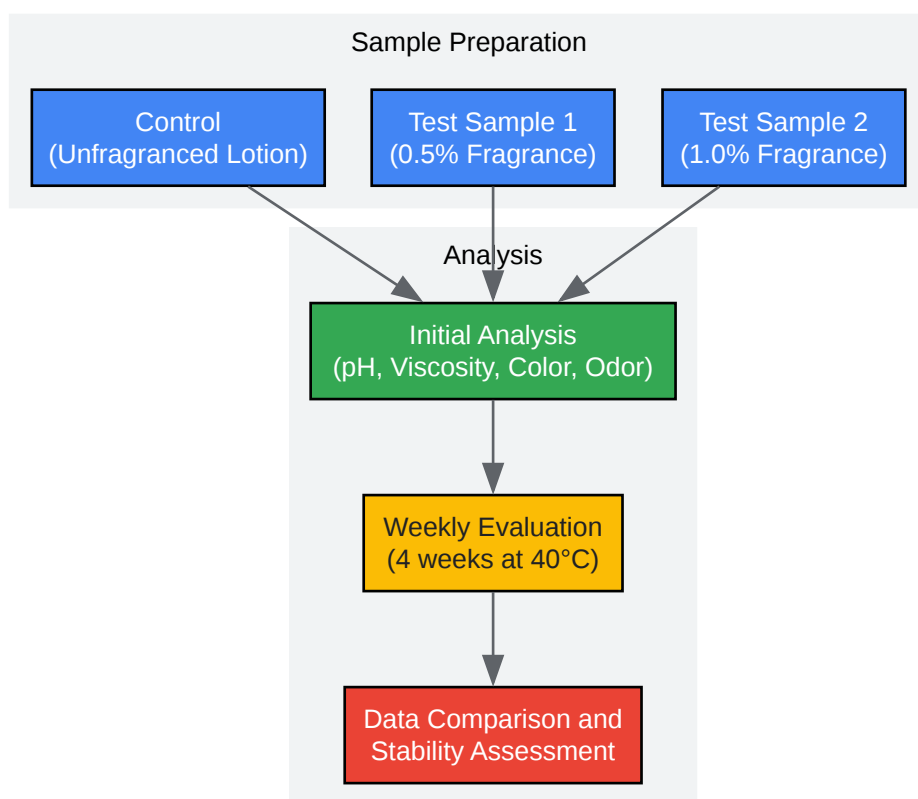 Sample Preparation
Control
(Unfragranced Lotion)
Test Sample 1
(0.5% Fragrance)
Test Sample 2
(1.0% Fragrance)
Analysis
Initial Analysis
(pH, Viscosity, Color, Odor)
Weekly Evaluation
(4 weeks at 40°C)
Data Comparison and
Stability Assessment